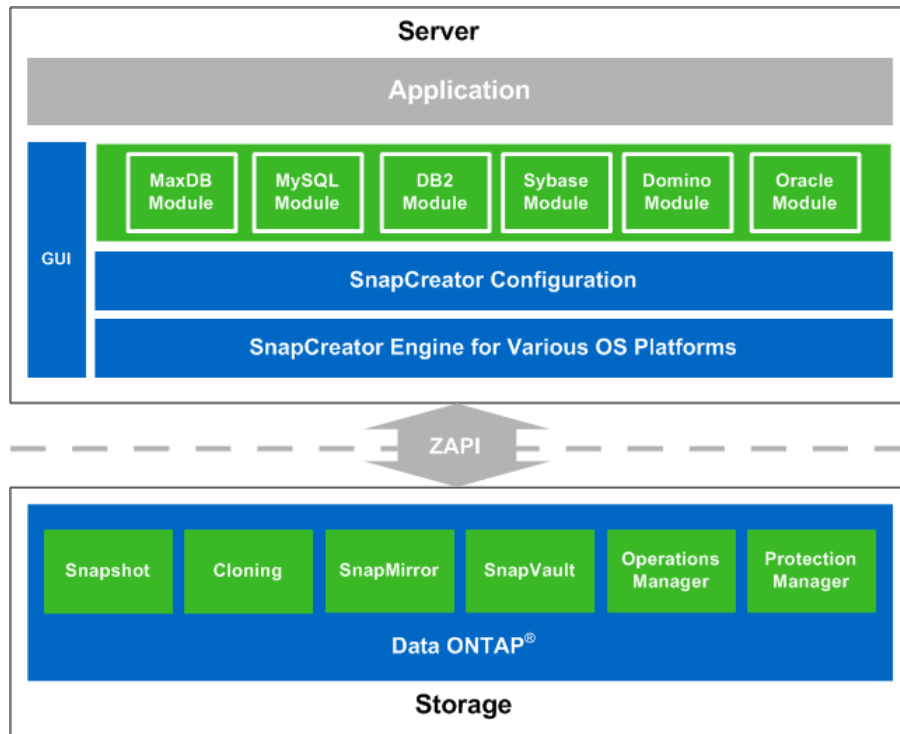 Server
Application
GUI
MaxDB
Module
MySQL
Module
DB2
Module
Sybase
Module
Domino
Module
Oracle
Module
SnapCreator Configuration
SnapCreator Engine for Various OS Platforms
ZAPI
Snapshot
Cloning
SnapMirror
SnapVault
Operations
Manager
Protection
Manager
Data ONTAP®
Storage